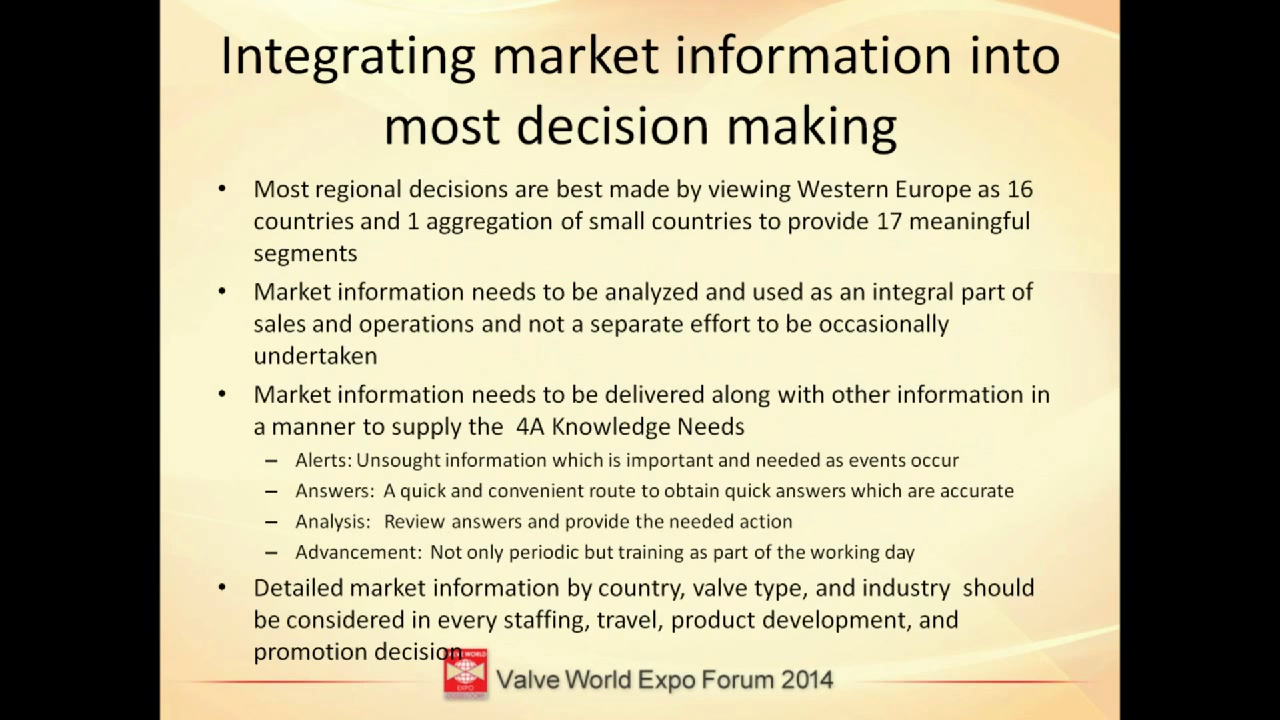 Integrating market information into
most decision making
• Most regional decisions are best made by viewing Western Europe as 16
countries and 1 aggregation of small countries to provide 17 meaningful
segments
• Market information needs to be analyzed and used as an integral part of
sales and operations and not a separate effort to be occasionally
undertaken
• Market information needs to be delivered along with other information in
a manner to supply the  4A Knowledge Needs
– Alerts: Unsought information which is important and needed as events occur
– Answers:  A quick and convenient route to obtain quick answers which are accurate
– Analysis:  Review answers and provide the needed action
– Advancement: Not only periodic but training as part of the working day
• Detailed market information by country, valve type, and industry  should
be considered in every staffing, travel, product development, and
promotion decision
WORLD
EXPO
Valve World Expo Forum 2014